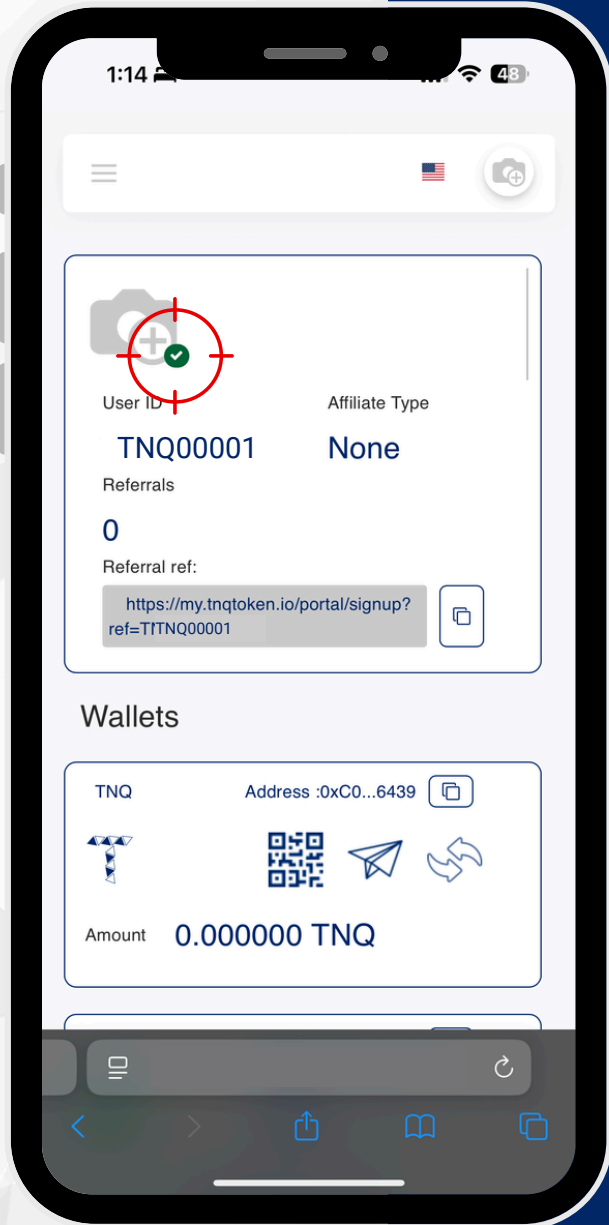 1:14
48
User ID
Affiliate Type
TNQ00001
None
Referrals
0
Referral ref:
https://my.tnqtoken.io/portal/signup?
ref=TTNQ00001
Wallets
TNQ
Address :0xC0...6439
Amount
0.000000 TNQ